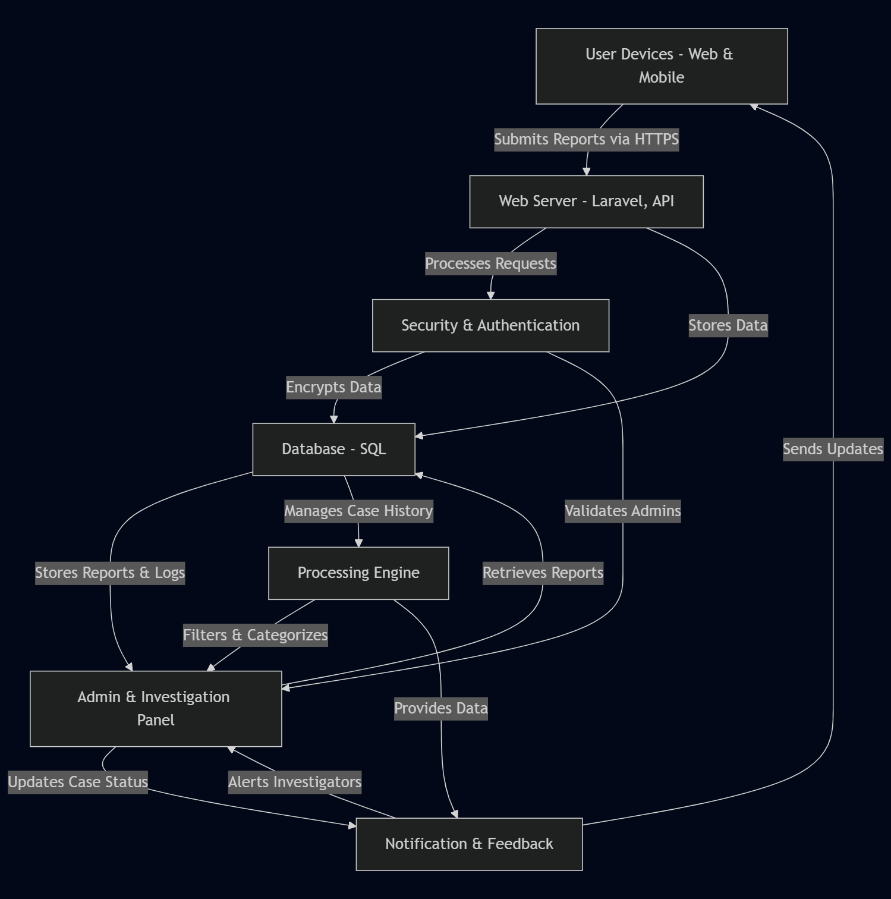 User Devices - Web &
Mobile
Submits Reports via HTTPS
Web Server - Laravel, API
Processes Requests
Security & Authentication
Stores Data
Encrypts Data
Database - SQL
Sends Updates
Manages Case History
Validates Admins
Stores Reports & Logs
Processing Engine
Retrieves Reports
Filters & Categorizes
Admin & Investigation
Panel
Provides Data
Updates Case Status
Alerts Investigators
Notification & Feedback